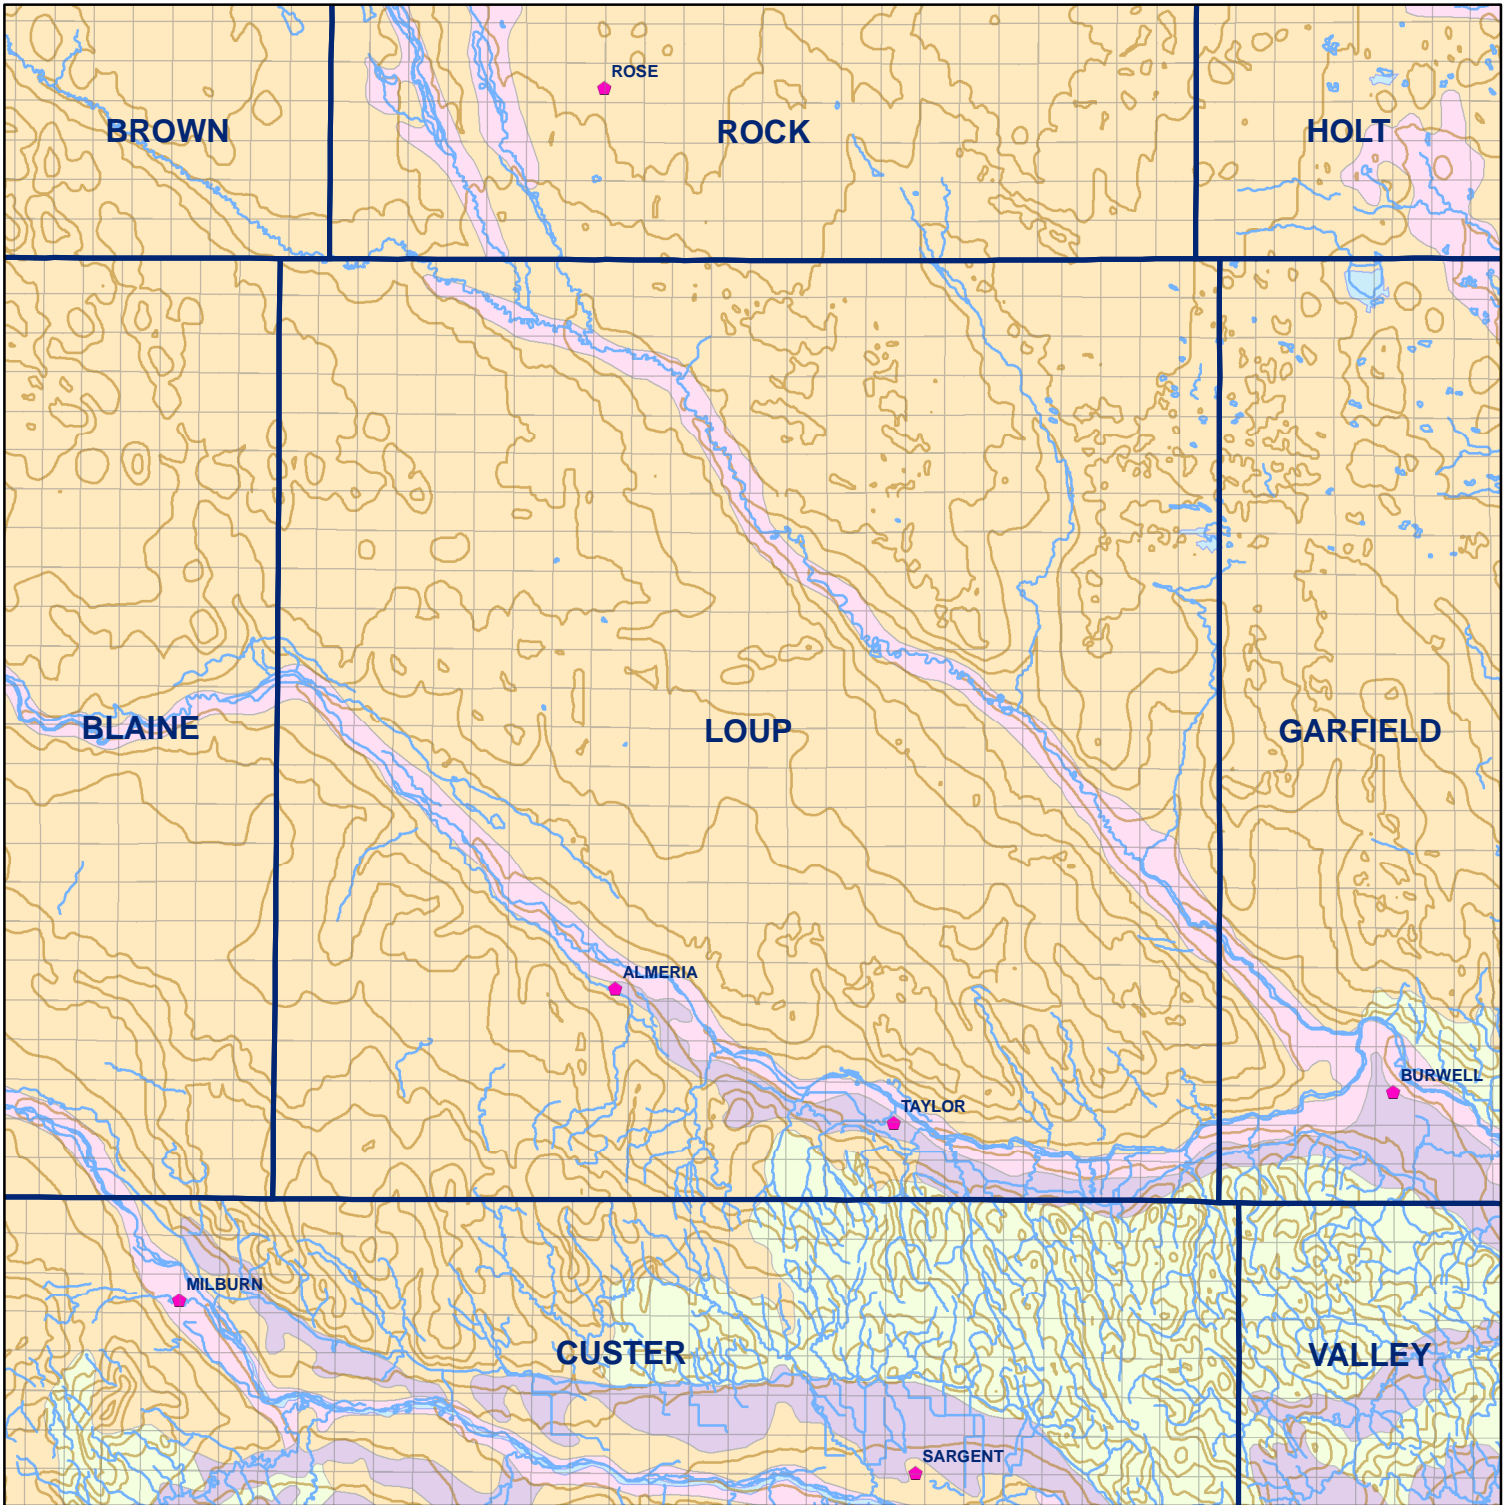 ROSE
BROWN
ROCK
HOLT
BLAINE
LOUP
GARFIELD
ALMERIA
BURWELL
TAYLOR
MILBURN
CUSTER
VALLEY
SARGENT